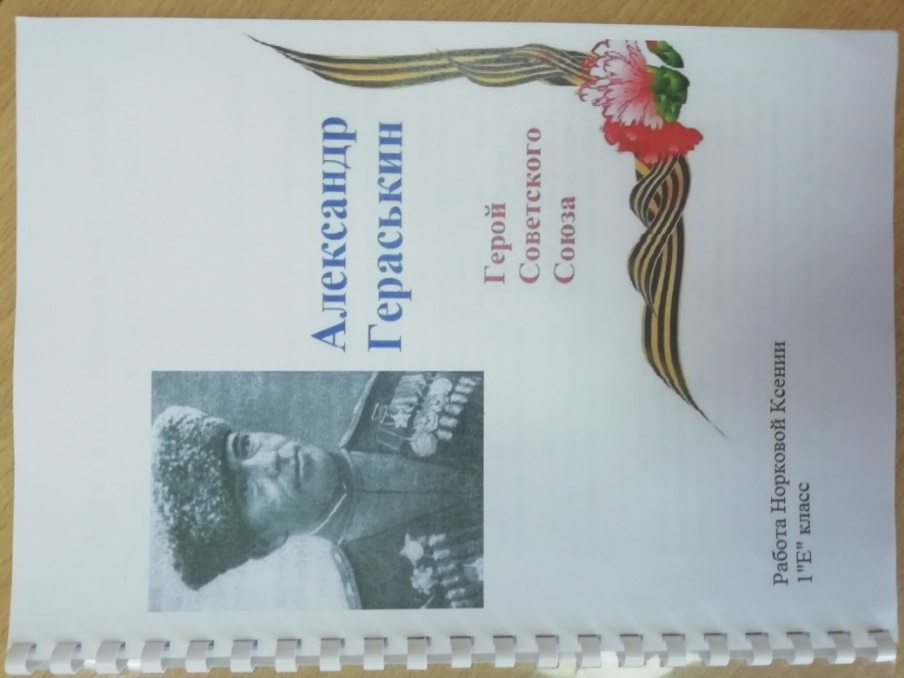 Александр
Гераськин
Герой
Советского
Союза
Работа Норковой Ксении
1"Е" класс